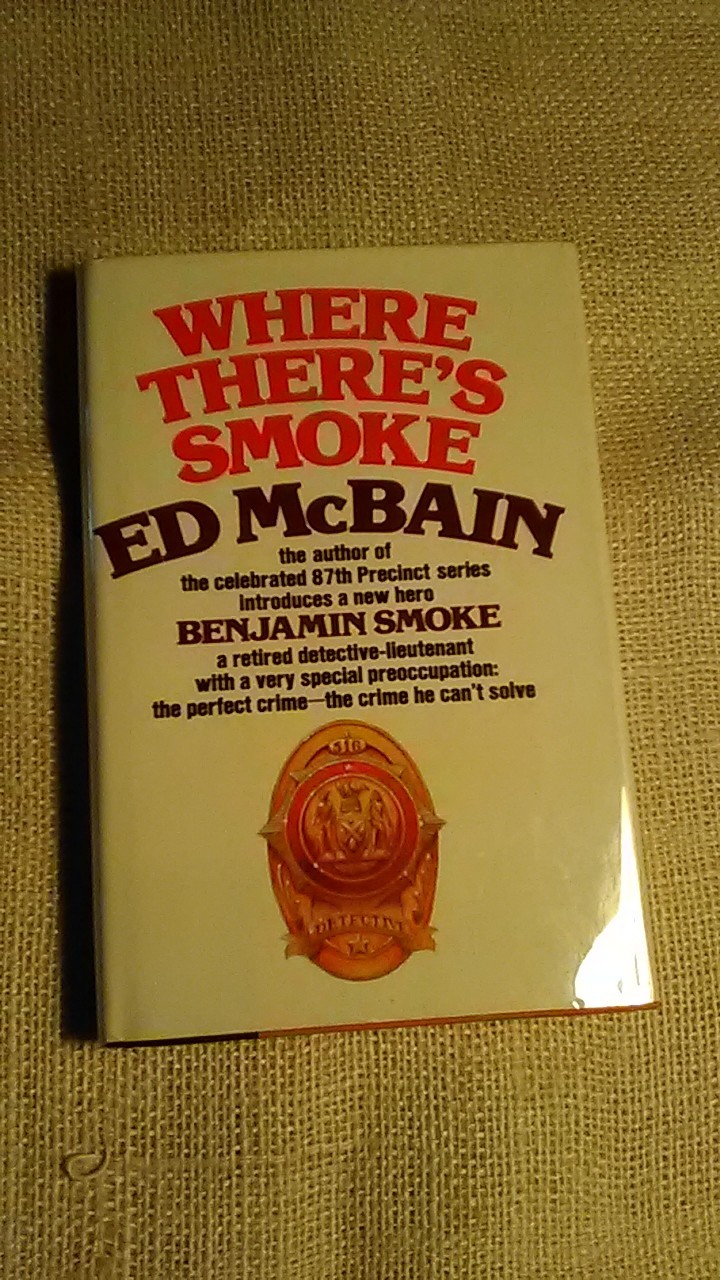 WHERE
THERE'S
SMOKE
ED McBAIN
the author of
the celebrated 87th Precinct series
introduces a new hero
BENJAMIN SMOKE
a retired detective-lieutenant
with a very special preoccupation:
the perfect crime—the crime he can't solve
DETECTIVE